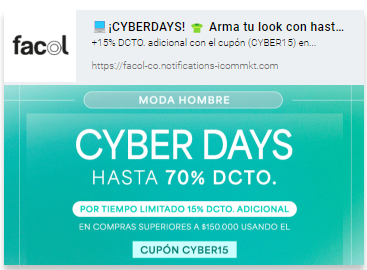 facol
💻 ¡CYBERDAYS! 👕 Arma tu look con hast...
+15% DCTO. adicional con el cupón (CYBER15) en...
https://facol-co.notifications-icommkt.com
MODA HOMBRE
CYBER DAYS
HASTA 70% DCTO.
POR TIEMPO LIMITADO 15% DCTO. ADICIONAL
EN COMPRAS SUPERIORES A $150.000 USANDO EL
CUPÓN CYBER15